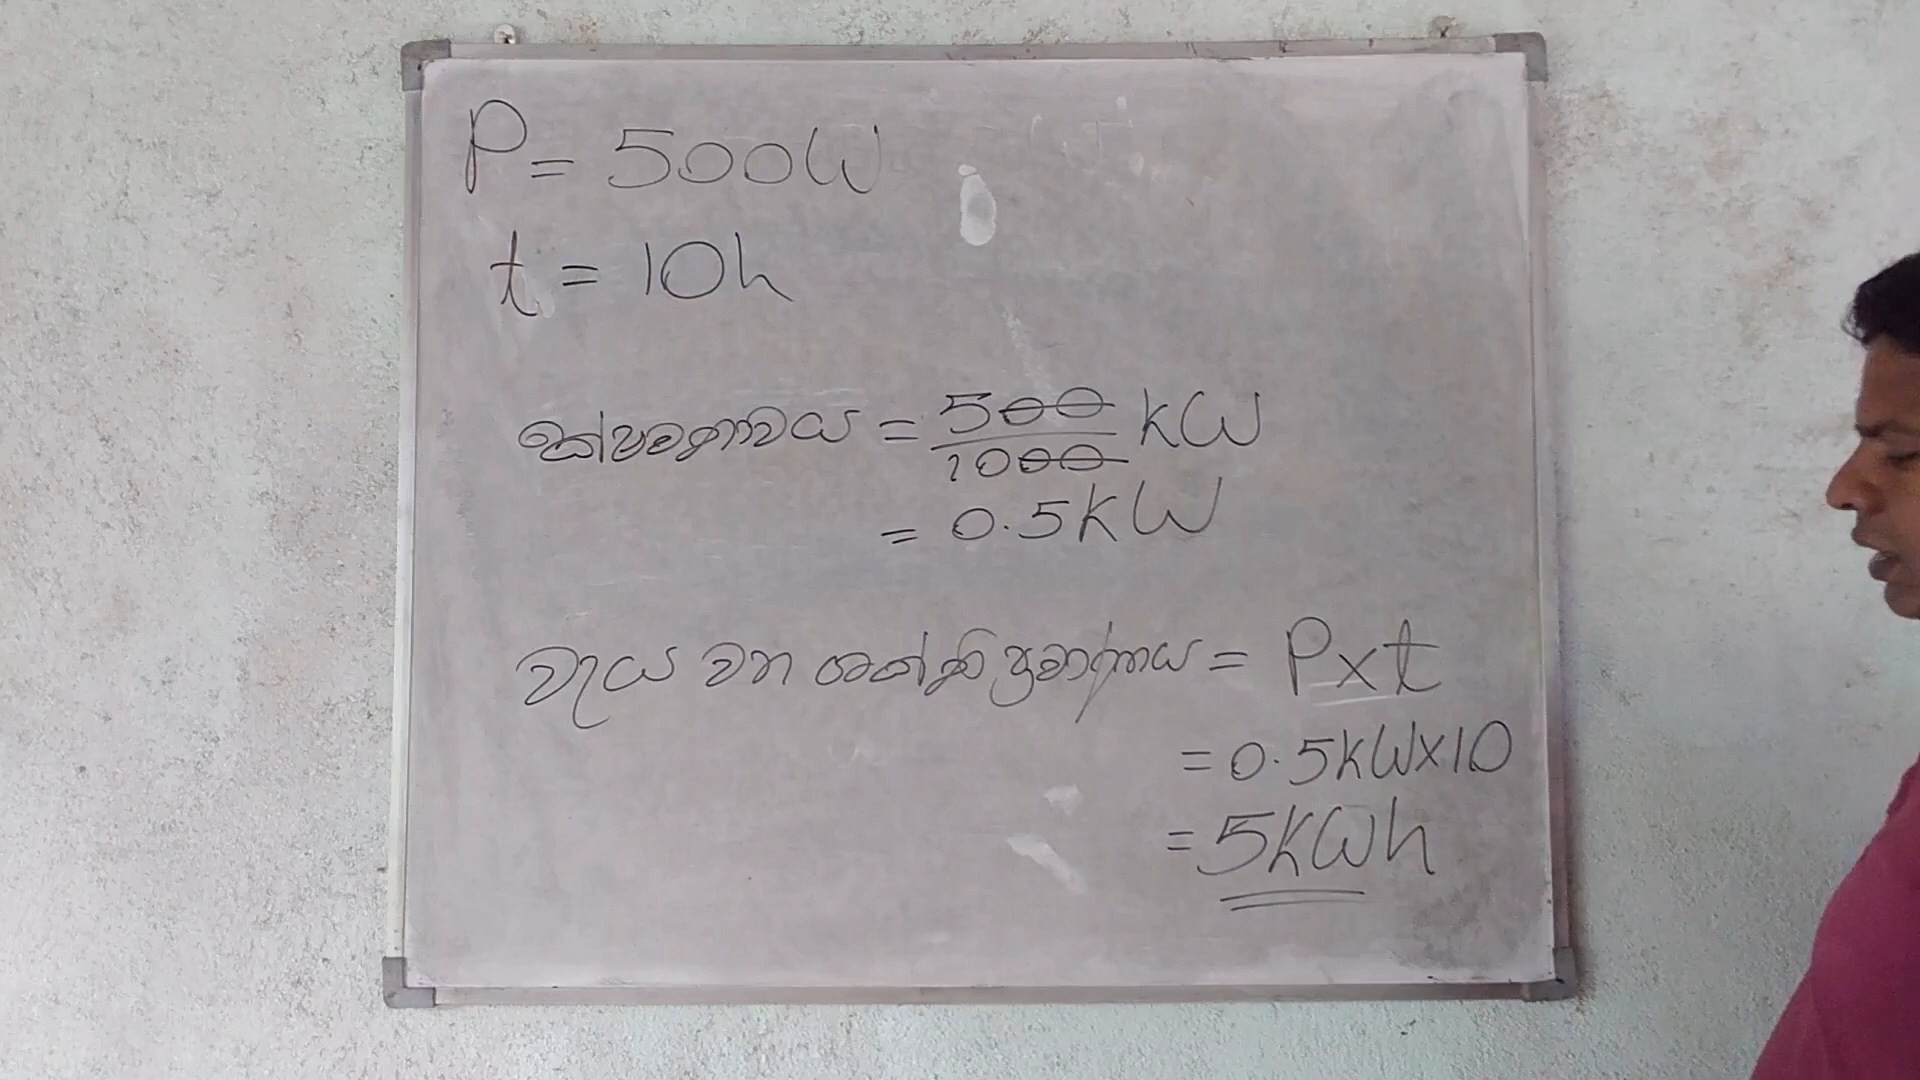 P = 500W
t = 10h
ක්ෂමතාවය = 500/1000 kW
= 0.5kW
වැය වන ශක්ති ප්‍රමාණය = P×t
= 0.5kW×10
= 5kWh